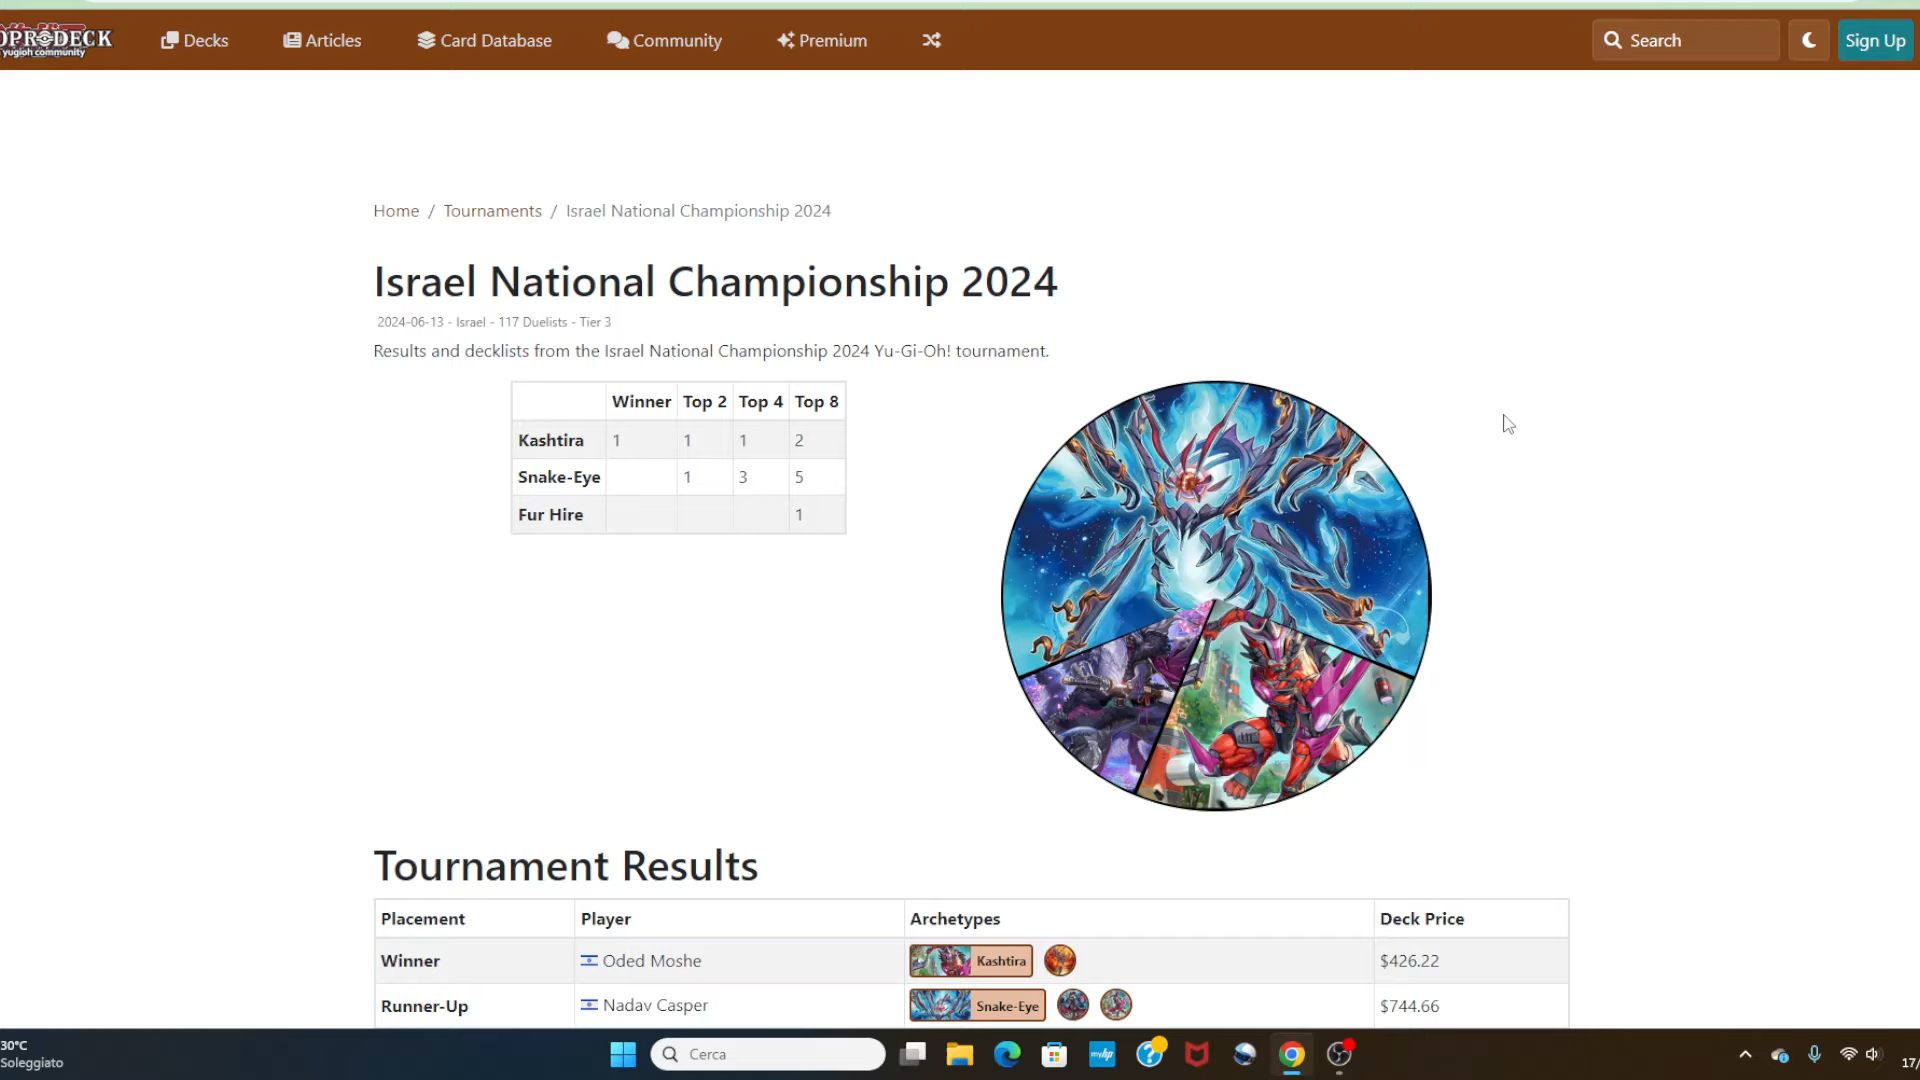 OPRODECK
yugioh community
Decks
Articles
Card Database
Community
Premium
Search
Sign Up
Home / Tournaments / Israel National Championship 2024
Israel National Championship 2024
2024-06-13 - Israel - 117 Duelists - Tier 3
Results and decklists from the Israel National Championship 2024 Yu-Gi-Oh! tournament.
Winner Top 2 Top 4 Top 8
Kashtira 1 1 1 2
Snake-Eye 1 3 5
Fur Hire 1
Tournament Results
Placement Player Archetypes Deck Price
Winner Oded Moshe Kashtira $426.22
Runner-Up Nadav Casper Snake-Eye $744.66
30°C
Soleggiato
Cerca
myhp
17/